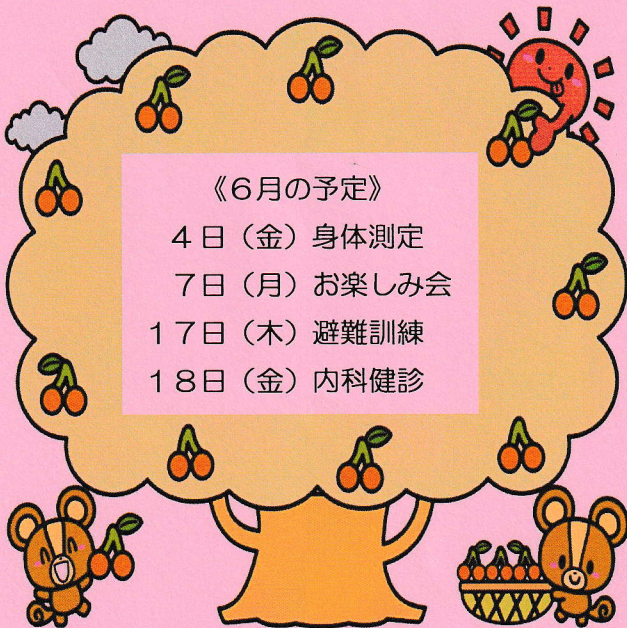 《６月の予定》
４日（金）身体測定
７日（月）お楽しみ会
１７日（木）避難訓練
１８日（金）内科健診